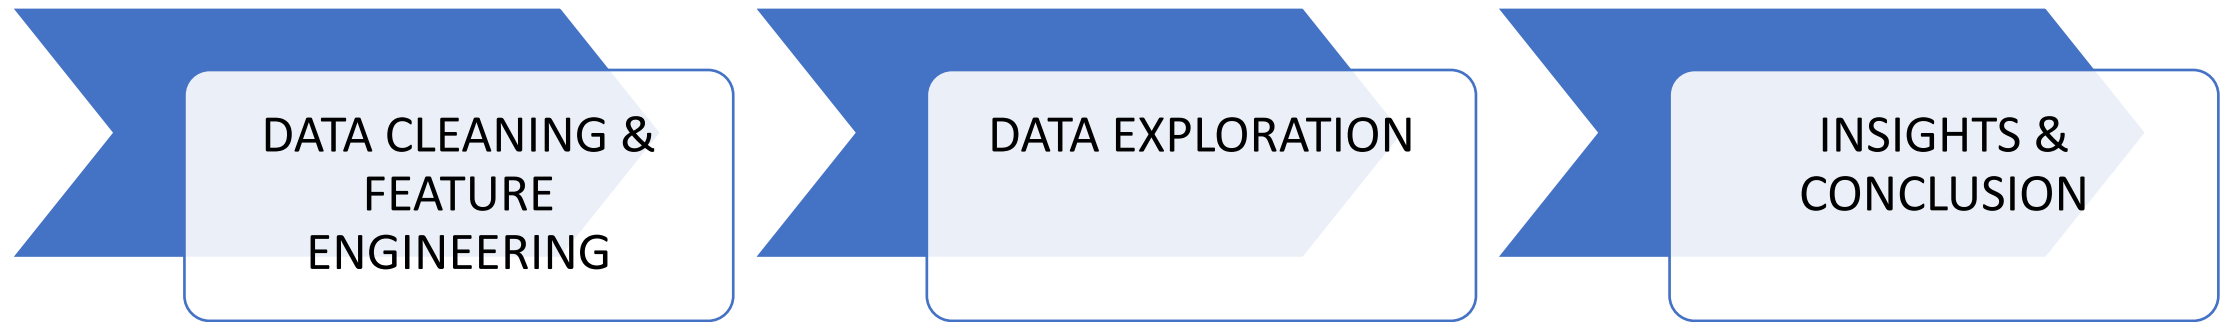 DATA CLEANING &
FEATURE
ENGINEERING
DATA EXPLORATION
INSIGHTS &
CONCLUSION